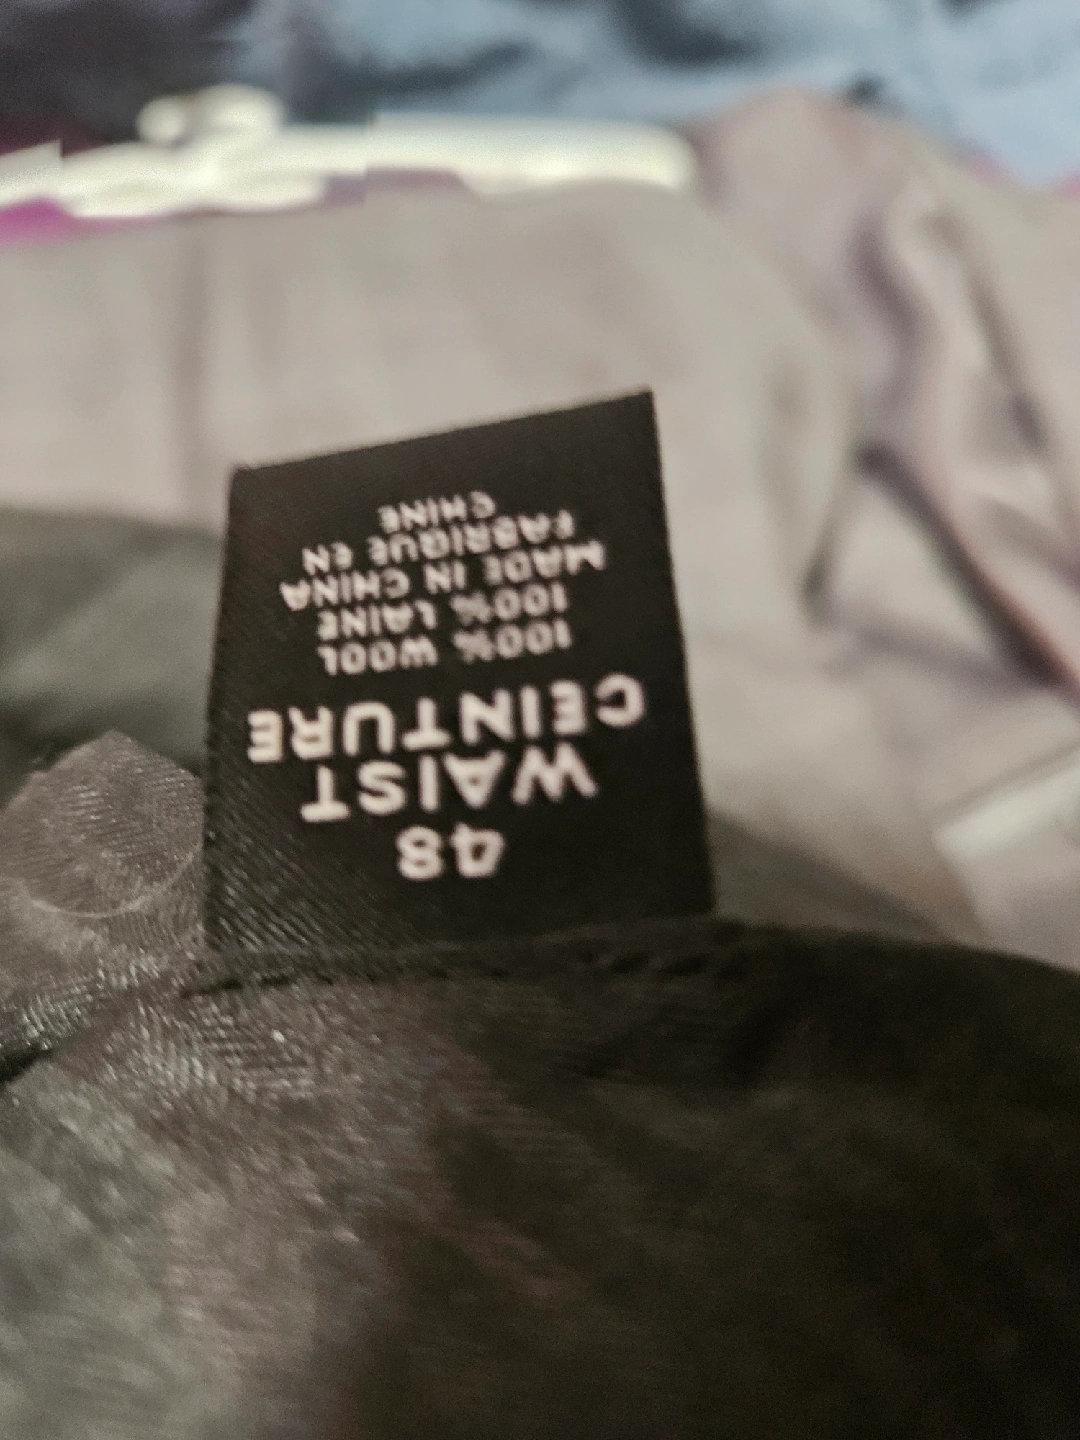 48
WAIST
CEINTURE
100% WOOL
100% LAINE
MADE IN CHINA
FABRIQUE EN
CHINE